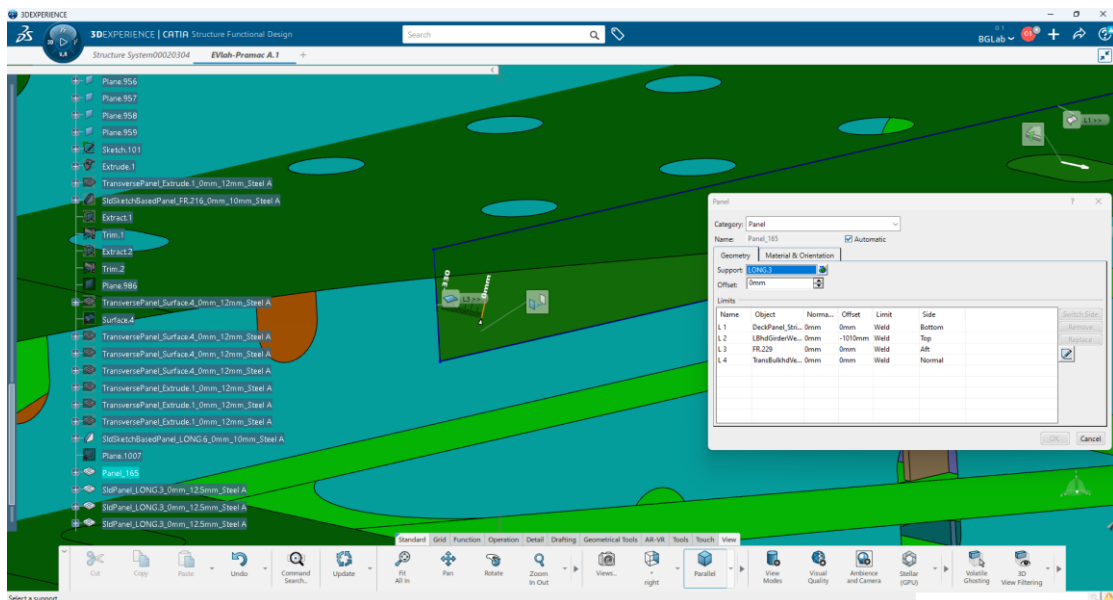 3DEXPERIENCE
3DEXPERIENCE | CATIA Structure Functional Design
Search
BGLab
V.R
Structure System00020304
EVlah-Pramac A.1
Plane.956
Plane.957
Plane.958
Plane.959
Sketch.101
Extrude.1
TransversePanel_Extrude.1_0mm_12mm_Steel A
SldSketchBasedPanel_FR.216_0mm_10mm_Steel A
Extract.1
Trim.1
Extract.2
Trim.2
Plane.986
TransversePanel_Surface.4_0mm_12mm_Steel A
Surface.4
TransversePanel_Surface.4_0mm_12mm_Steel A
TransversePanel_Surface.4_0mm_12mm_Steel A
TransversePanel_Surface.4_0mm_12mm_Steel A
TransversePanel_Extrude.1_0mm_12mm_Steel A
TransversePanel_Extrude.1_0mm_12mm_Steel A
TransversePanel_Extrude.1_0mm_12mm_Steel A
SldSketchBasedPanel_LONG.6_0mm_10mm_Steel A
Plane.1007
Panel_165
SldPanel_LONG.3_0mm_12.5mm_Steel A
SldPanel_LONG.3_0mm_12.5mm_Steel A
SldPanel_LONG.3_0mm_12.5mm_Steel A
330
0mm
L3 >>
L1 >>
Panel
Category: Panel
Name: Panel_165 Automatic
Geometry Material & Orientation
Support: LONG.3
Offset: 0mm
Limits
Name Object Norma... Offset Limit Side
L 1 DeckPanel_Stri... 0mm 0mm Weld Bottom
L 2 LBhdGirderWe... 0mm -1010mm Weld Top
L 3 FR.229 0mm 0mm Weld Aft
L 4 TransBulkhdVe... 0mm 0mm Weld Normal
Switch Side
Remove
Replace
OK Cancel
Standard Grid Function Operation Detail Drafting Geometrical Tools AR-VR Tools Touch View
Cut
Copy
Paste
Undo
Command Search...
Update
Fit All In
Pan
Rotate
Zoom In Out
Views...
right
Parallel
View Modes
Visual Quality
Ambience and Camera
Stellar (GPU)
Volatile Ghosting
3D View Filtering
Select a support